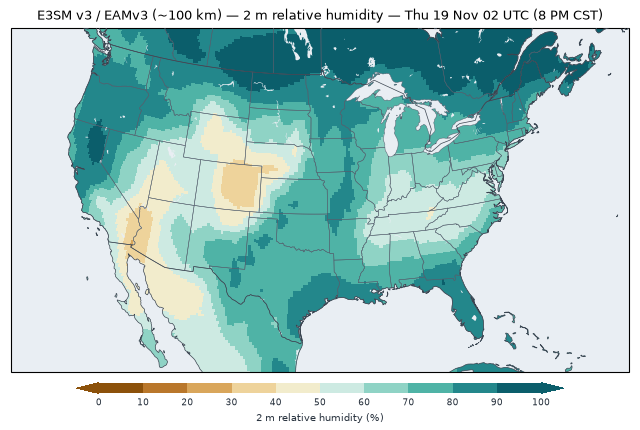 E3SM v3 / EAMv3 (~100 km) — 2 m relative humidity — Thu 19 Nov 02 UTC (8 PM CST)
0 10 20 30 40 50 60 70 80 90 100
2 m relative humidity (%)